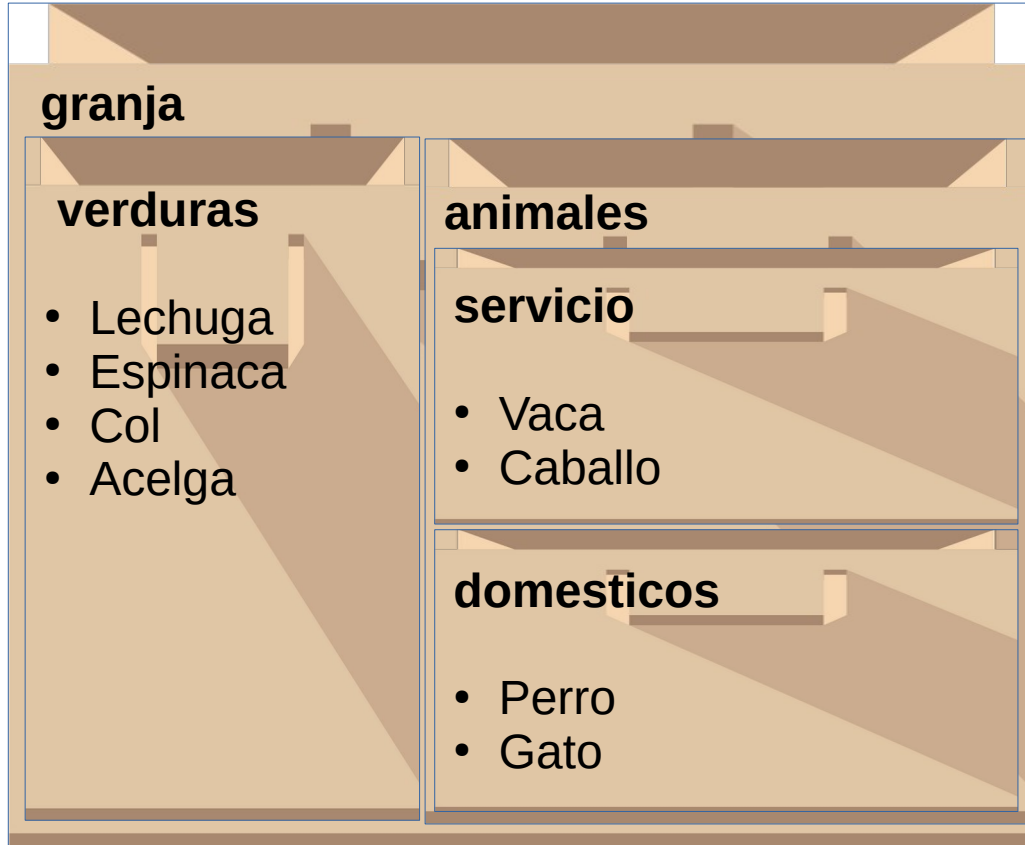 granja
verduras
• Lechuga
• Espinaca
• Col
• Acelga
animales
servicio
• Vaca
• Caballo
domesticos
• Perro
• Gato